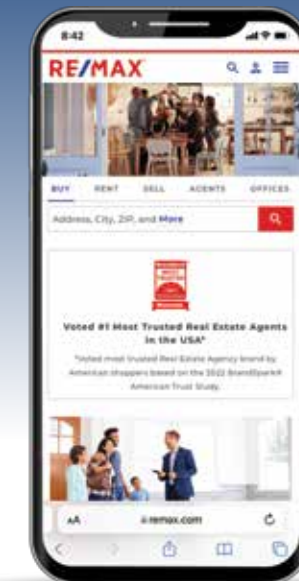 8:42
RE/MAX
BUY RENT SELL AGENTS OFFICES
Address, City, ZIP, and More
MOST
TRUSTED
Voted #1 Most Trusted Real Estate Agents
in the USA*
*Voted most trusted Real Estate Agency brand by
American shoppers based on the 2022 BrandSpark®
American Trust Study.
AA remax.com